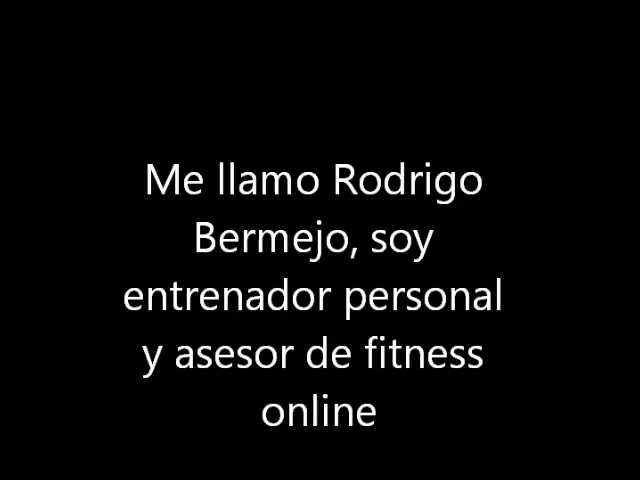 Me llamo Rodrigo
Bermejo, soy
entrenador personal
y asesor de fitness
online